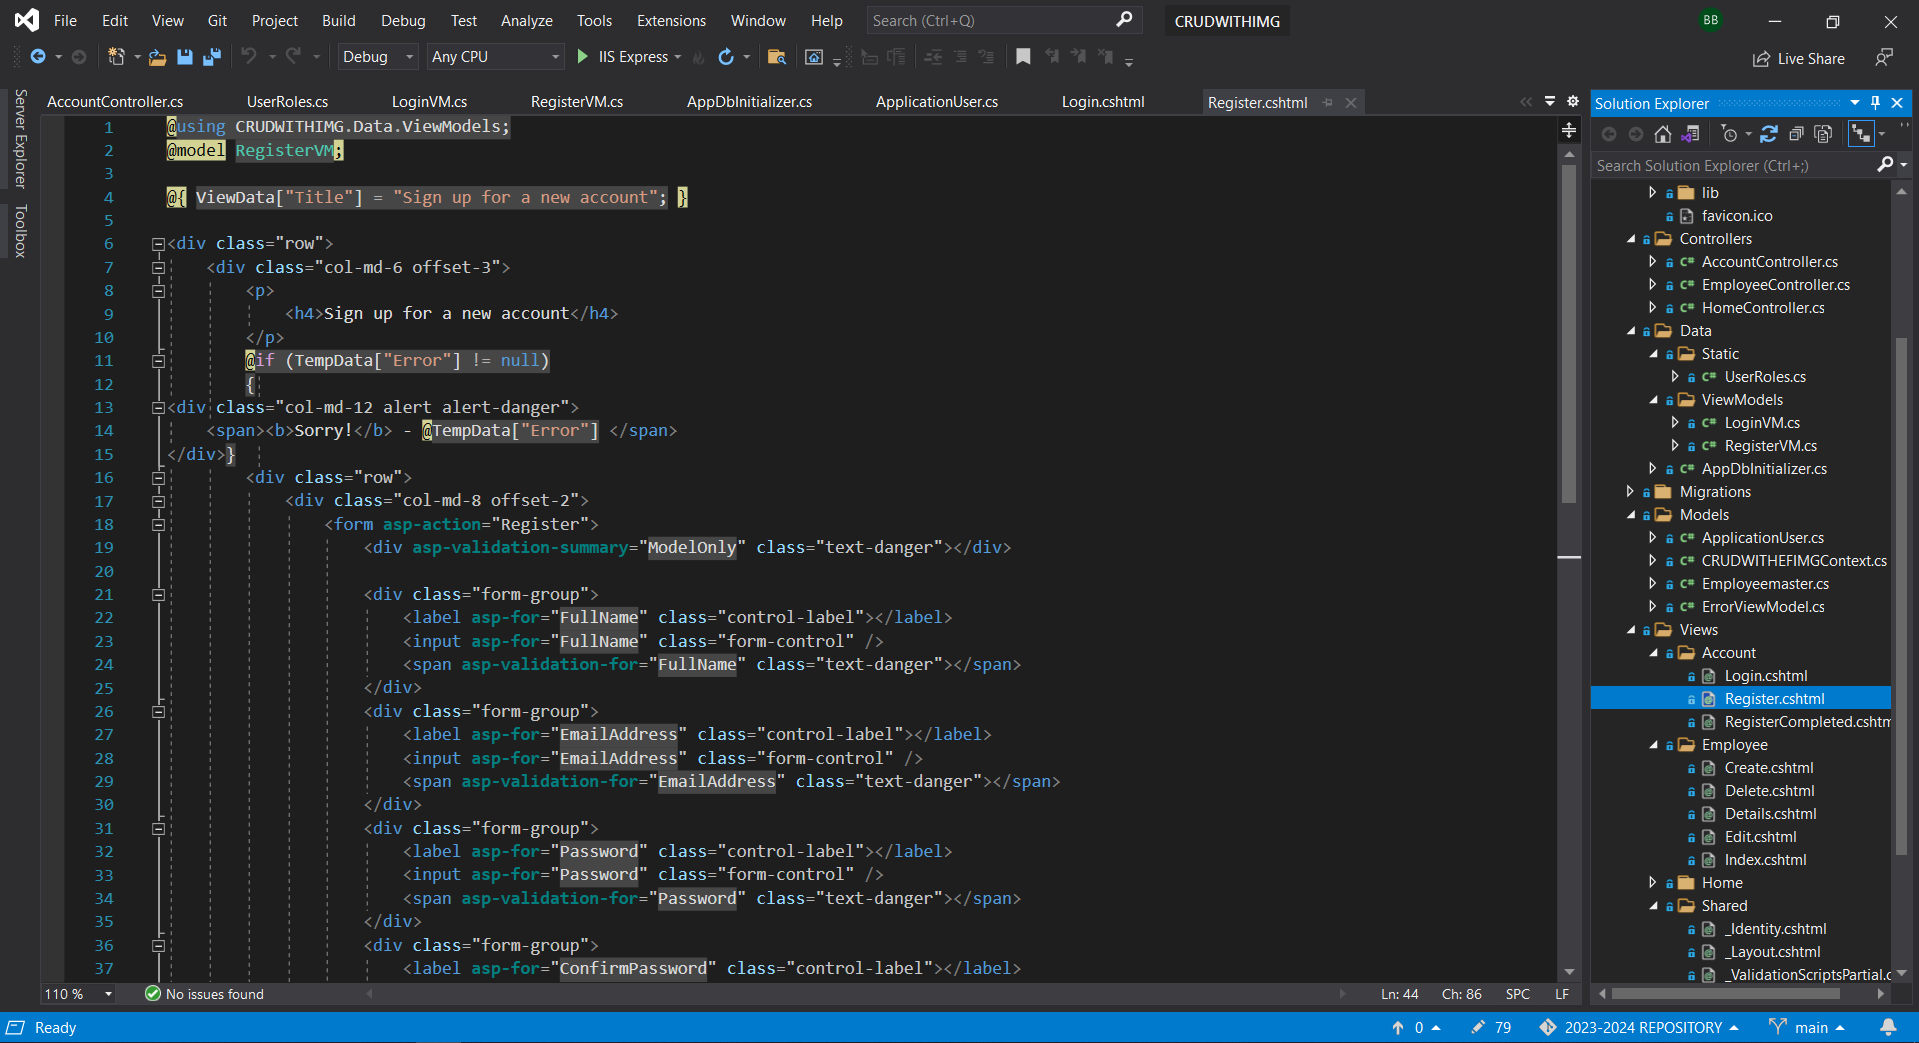 File Edit View Git Project Build Debug Test Analyze Tools Extensions Window Help Search (Ctrl+Q) CRUDWITHIMG BB
Debug Any CPU IIS Express Live Share
Server Explorer
Toolbox
AccountController.cs UserRoles.cs LoginVM.cs RegisterVM.cs AppDbInitializer.cs ApplicationUser.cs Login.cshtml Register.cshtml
1 @using CRUDWITHIMG.Data.ViewModels;
2 @model RegisterVM;
3
4 @{ ViewData["Title"] = "Sign up for a new account"; }
5
6 <div class="row">
7 <div class="col-md-6 offset-3">
8 <p>
9 <h4>Sign up for a new account</h4>
10 </p>
11 @if (TempData["Error"] != null)
12 {
13 <div class="col-md-12 alert alert-danger">
14 <span><b>Sorry!</b> - @TempData["Error"] </span>
15 </div>}
16 <div class="row">
17 <div class="col-md-8 offset-2">
18 <form asp-action="Register">
19 <div asp-validation-summary="ModelOnly" class="text-danger"></div>
20
21 <div class="form-group">
22 <label asp-for="FullName" class="control-label"></label>
23 <input asp-for="FullName" class="form-control" />
24 <span asp-validation-for="FullName" class="text-danger"></span>
25 </div>
26 <div class="form-group">
27 <label asp-for="EmailAddress" class="control-label"></label>
28 <input asp-for="EmailAddress" class="form-control" />
29 <span asp-validation-for="EmailAddress" class="text-danger"></span>
30 </div>
31 <div class="form-group">
32 <label asp-for="Password" class="control-label"></label>
33 <input asp-for="Password" class="form-control" />
34 <span asp-validation-for="Password" class="text-danger"></span>
35 </div>
36 <div class="form-group">
37 <label asp-for="ConfirmPassword" class="control-label"></label>
110 % No issues found Ln: 44 Ch: 86 SPC LF
Solution Explorer
Search Solution Explorer (Ctrl+;)
lib
favicon.ico
Controllers
C# AccountController.cs
C# EmployeeController.cs
C# HomeController.cs
Data
Static
C# UserRoles.cs
ViewModels
C# LoginVM.cs
C# RegisterVM.cs
C# AppDbInitializer.cs
Migrations
Models
C# ApplicationUser.cs
C# CRUDWITHEFIMGContext.cs
C# Employeemaster.cs
C# ErrorViewModel.cs
Views
Account
Login.cshtml
Register.cshtml
RegisterCompleted.cshtm
Employee
Create.cshtml
Delete.cshtml
Details.cshtml
Edit.cshtml
Index.cshtml
Home
Shared
_Identity.cshtml
_Layout.cshtml
_ValidationScriptsPartial.c
Ready 0 79 2023-2024 REPOSITORY main